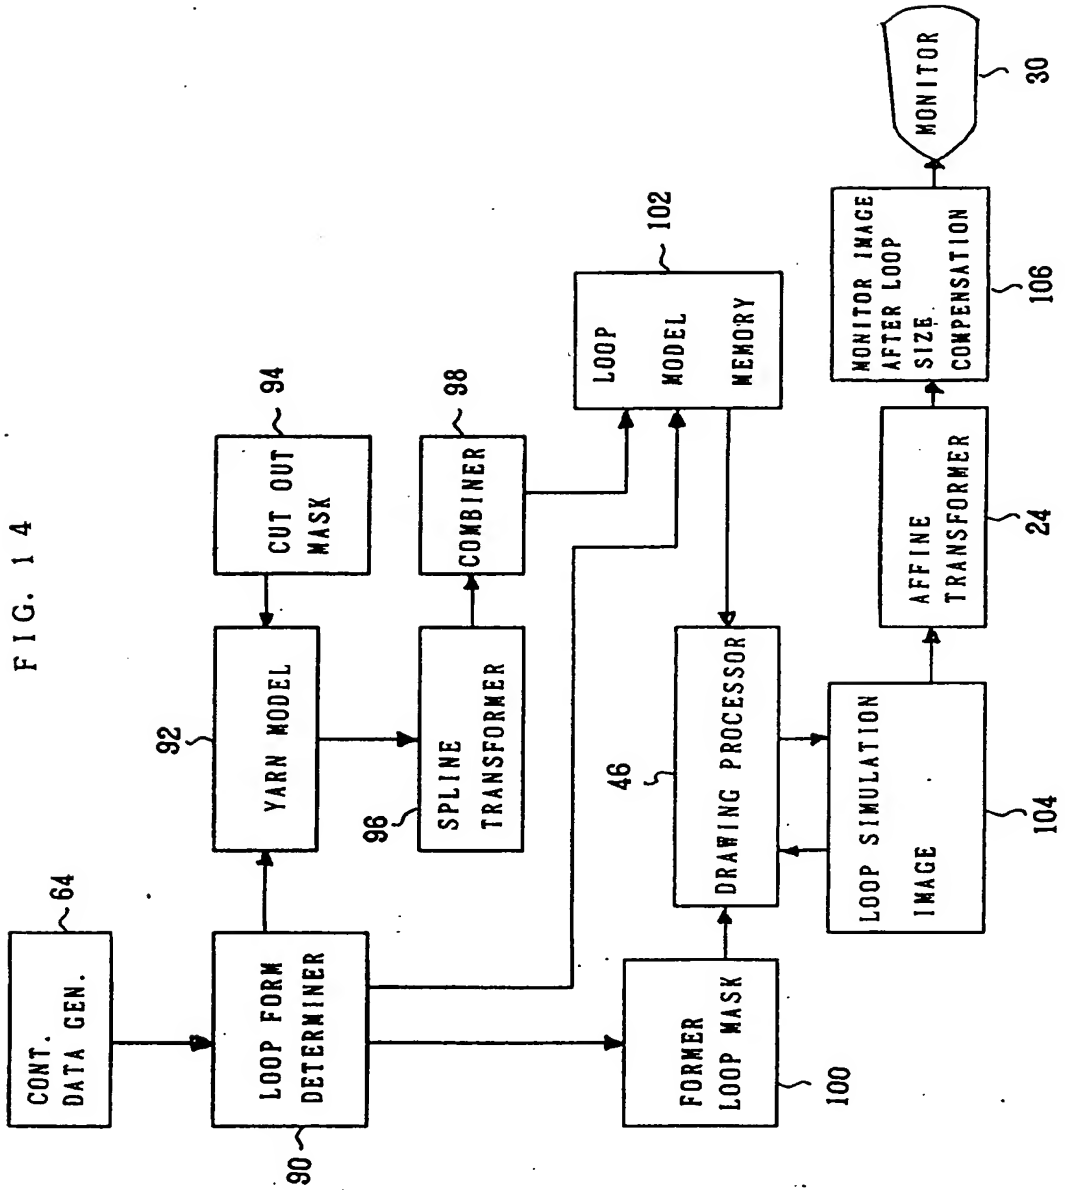 FIG. 14
CONT.
DATA GEN.
64
LOOP FORM
DETERMINER
90
YARN MODEL
92
CUT OUT
MASK
94
SPLINE
TRANSFORMER
96
COMBINER
98
FORMER
LOOP MASK
100
DRAWING PROCESSOR
46
LOOP
MODEL
MEMORY
102
LOOP SIMULATION
IMAGE
104
AFFINE
TRANSFORMER
24
MONITOR IMAGE
AFTER LOOP
SIZE
COMPENSATION
106
MONITOR
30